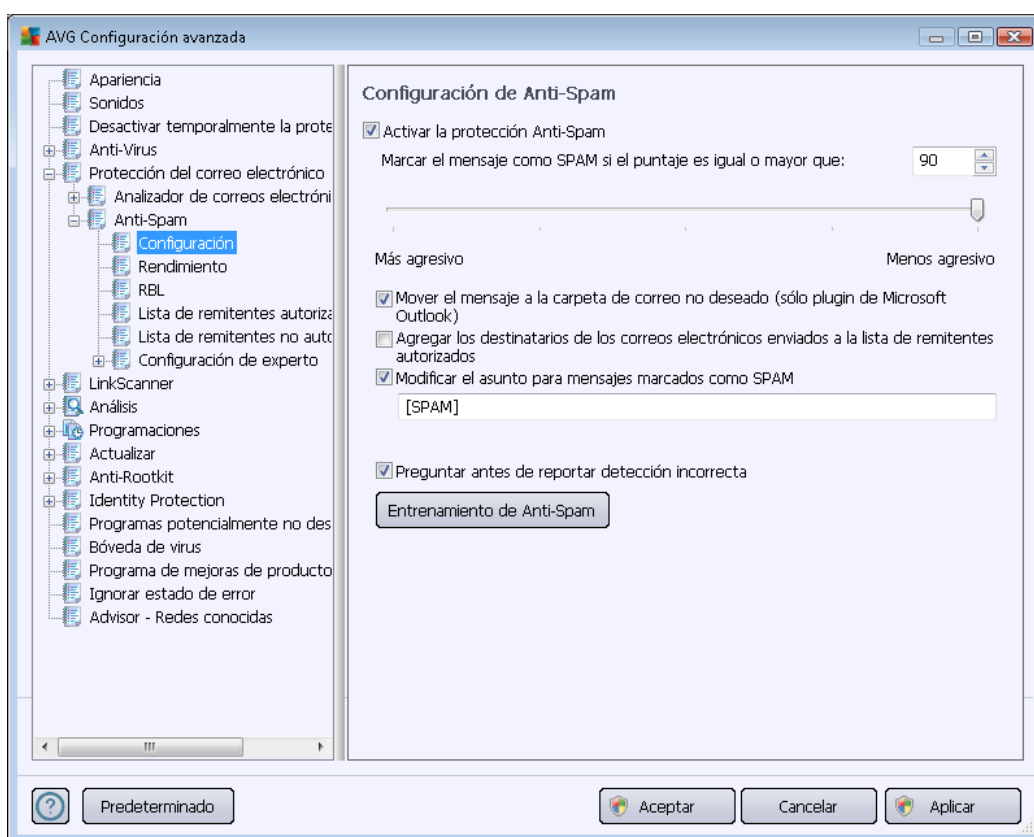 AVG Configuración avanzada
Apariencia
Sonidos
Desactivar temporalmente la prote
Anti-Virus
Protección del correo electrónico
Analizador de correos electróni
Anti-Spam
Configuración
Rendimiento
RBL
Lista de remitentes autoriza
Lista de remitentes no auto
Configuración de experto
LinkScanner
Análisis
Programaciones
Actualizar
Anti-Rootkit
Identity Protection
Programas potencialmente no des
Bóveda de virus
Programa de mejoras de producto
Ignorar estado de error
Advisor - Redes conocidas
Configuración de Anti-Spam
Activar la protección Anti-Spam
Marcar el mensaje como SPAM si el puntaje es igual o mayor que: 90
Más agresivo Menos agresivo
Mover el mensaje a la carpeta de correo no deseado (sólo plugin de Microsoft
Outlook)
Agregar los destinatarios de los correos electrónicos enviados a la lista de remitentes
autorizados
Modificar el asunto para mensajes marcados como SPAM
[SPAM]
Preguntar antes de reportar detección incorrecta
Entrenamiento de Anti-Spam
Predeterminado Aceptar Cancelar Aplicar